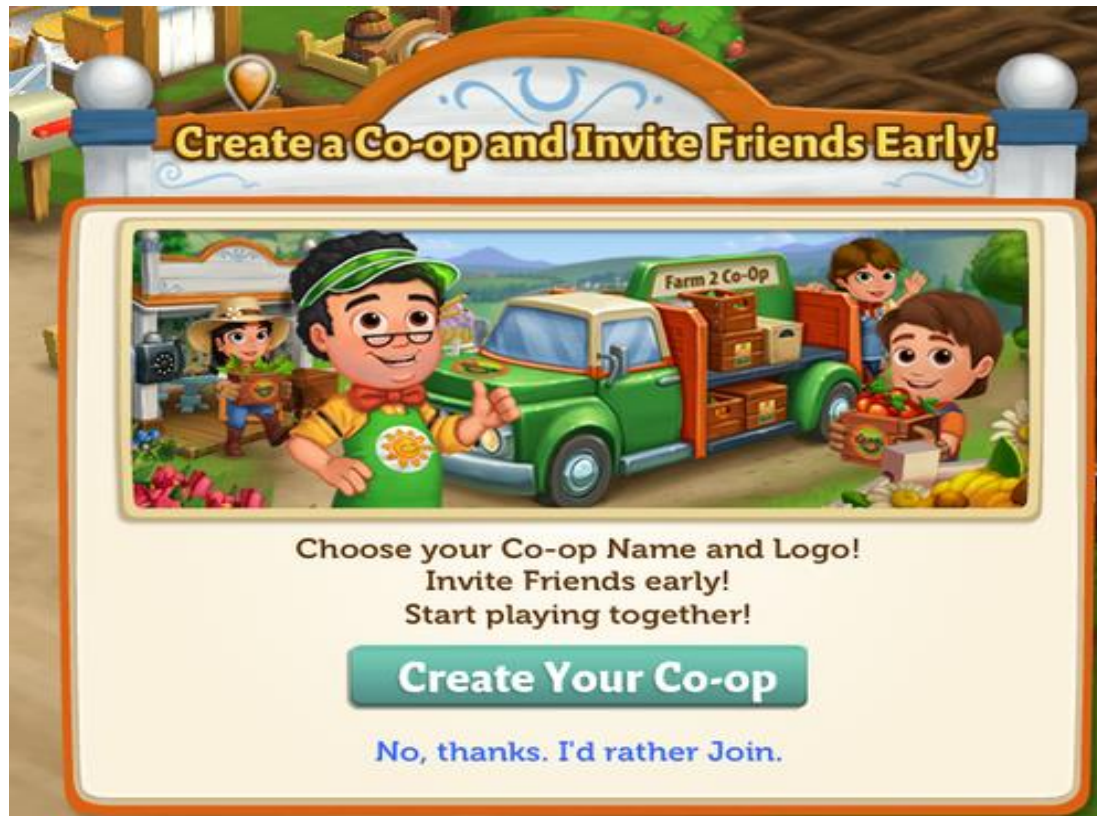 Create a Co-op and Invite Friends Early!
Farm 2 Co-Op
Choose your Co-op Name and Logo!
Invite Friends early!
Start playing together!
Create Your Co-op
No, thanks. I'd rather Join.